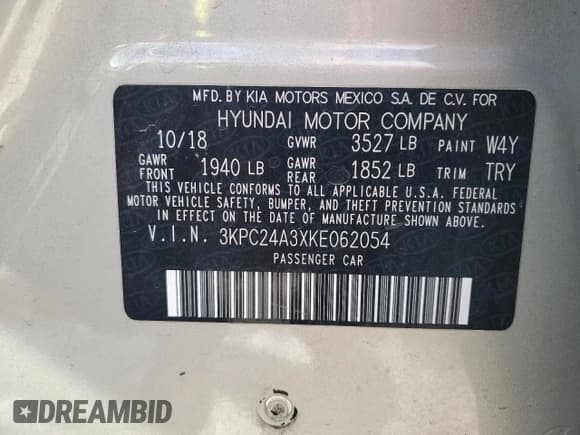 MFD. BY KIA MOTORS MEXICO S.A. DE C.V. FOR
HYUNDAI MOTOR COMPANY
10/18 GVWR 3527 LB PAINT W4Y
GAWR FRONT 1940 LB GAWR REAR 1852 LB TRIM TRY
THIS VEHICLE CONFORMS TO ALL APPLICABLE U.S.A. FEDERAL
MOTOR VEHICLE SAFETY, BUMPER, AND THEFT PREVENTION STANDARDS
IN EFFECT ON THE DATE OF MANUFACTURE SHOWN ABOVE.
V.I.N. 3KPC24A3XKE062054
PASSENGER CAR
DREAMBID